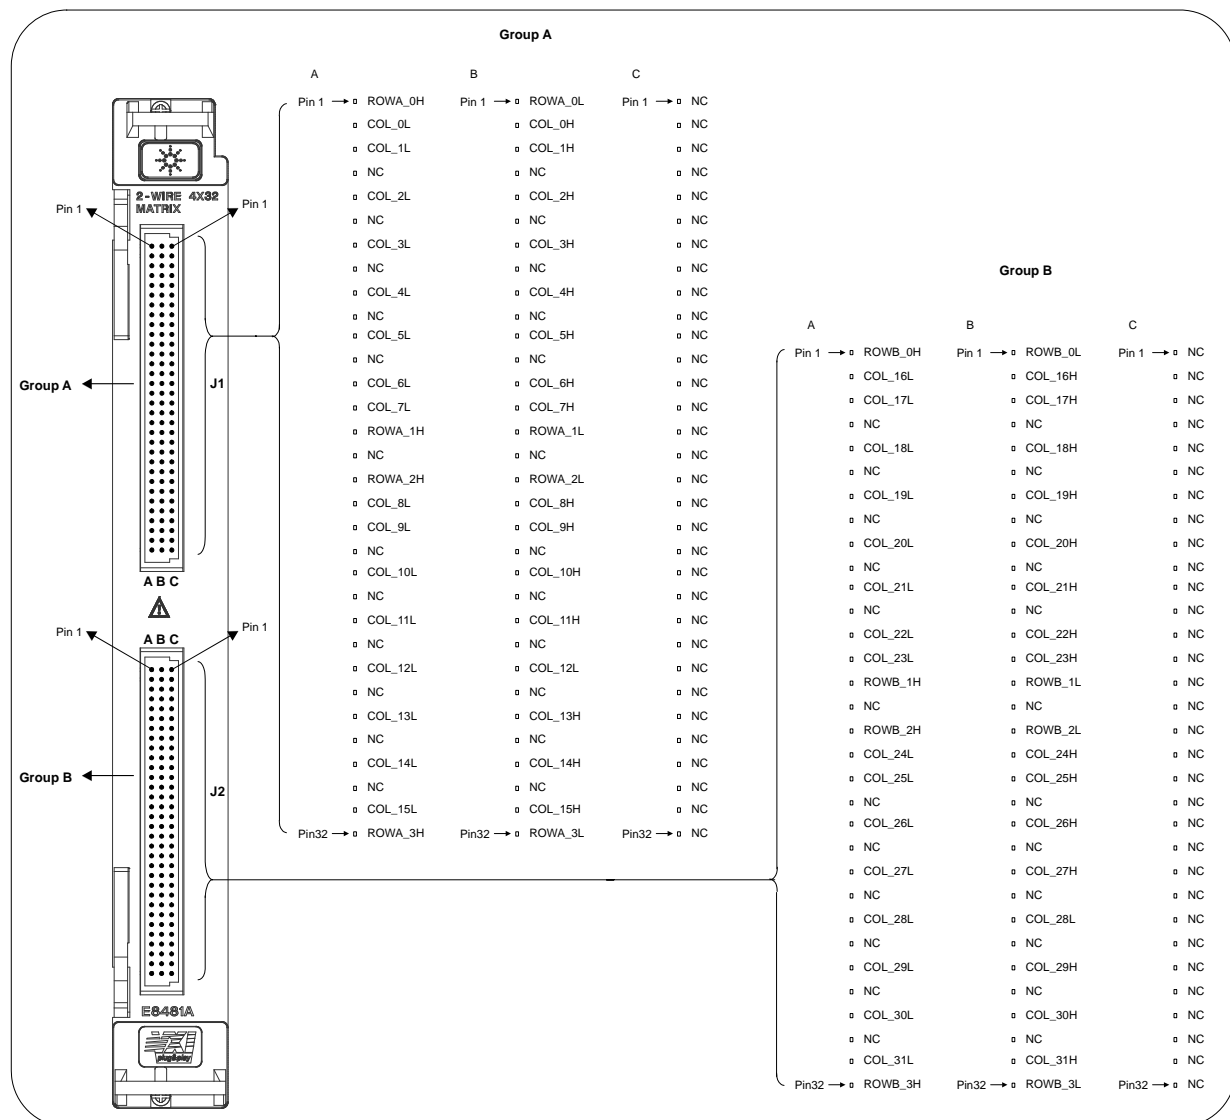 Group A
A B C
Pin 1 ROWA_0H Pin 1 ROWA_0L Pin 1 NC
COL_0L COL_0H NC
COL_1L COL_1H NC
NC NC NC
COL_2L COL_2H NC
NC NC NC
COL_3L COL_3H NC
NC NC NC
COL_4L COL_4H NC
NC NC NC
COL_5L COL_5H NC
NC NC NC
COL_6L COL_6H NC
COL_7L COL_7H NC
ROWA_1H ROWA_1L NC
NC NC NC
ROWA_2H ROWA_2L NC
COL_8L COL_8H NC
COL_9L COL_9H NC
NC NC NC
COL_10L COL_10H NC
NC NC NC
COL_11L COL_11H NC
NC NC NC
COL_12L COL_12L NC
NC NC NC
COL_13L COL_13H NC
NC NC NC
COL_14L COL_14H NC
NC NC NC
COL_15L COL_15H NC
Pin32 ROWA_3H Pin32 ROWA_3L Pin32 NC
2-WIRE 4X32
MATRIX
Pin 1 Pin 1
Group A
J1
A B C
Pin 1 Pin 1
A B C
Group B
J2
E8481A
VXI
plug&play
Group B
A B C
Pin 1 ROWB_0H Pin 1 ROWB_0L Pin 1 NC
COL_16L COL_16H NC
COL_17L COL_17H NC
NC NC NC
COL_18L COL_18H NC
NC NC NC
COL_19L COL_19H NC
NC NC NC
COL_20L COL_20H NC
NC NC NC
COL_21L COL_21H NC
NC NC NC
COL_22L COL_22H NC
COL_23L COL_23H NC
ROWB_1H ROWB_1L NC
NC NC NC
ROWB_2H ROWB_2L NC
COL_24L COL_24H NC
COL_25L COL_25H NC
NC NC NC
COL_26L COL_26H NC
NC NC NC
COL_27L COL_27H NC
NC NC NC
COL_28L COL_28L NC
NC NC NC
COL_29L COL_29H NC
NC NC NC
COL_30L COL_30H NC
NC NC NC
COL_31L COL_31H NC
Pin32 ROWB_3H Pin32 ROWB_3L Pin32 NC